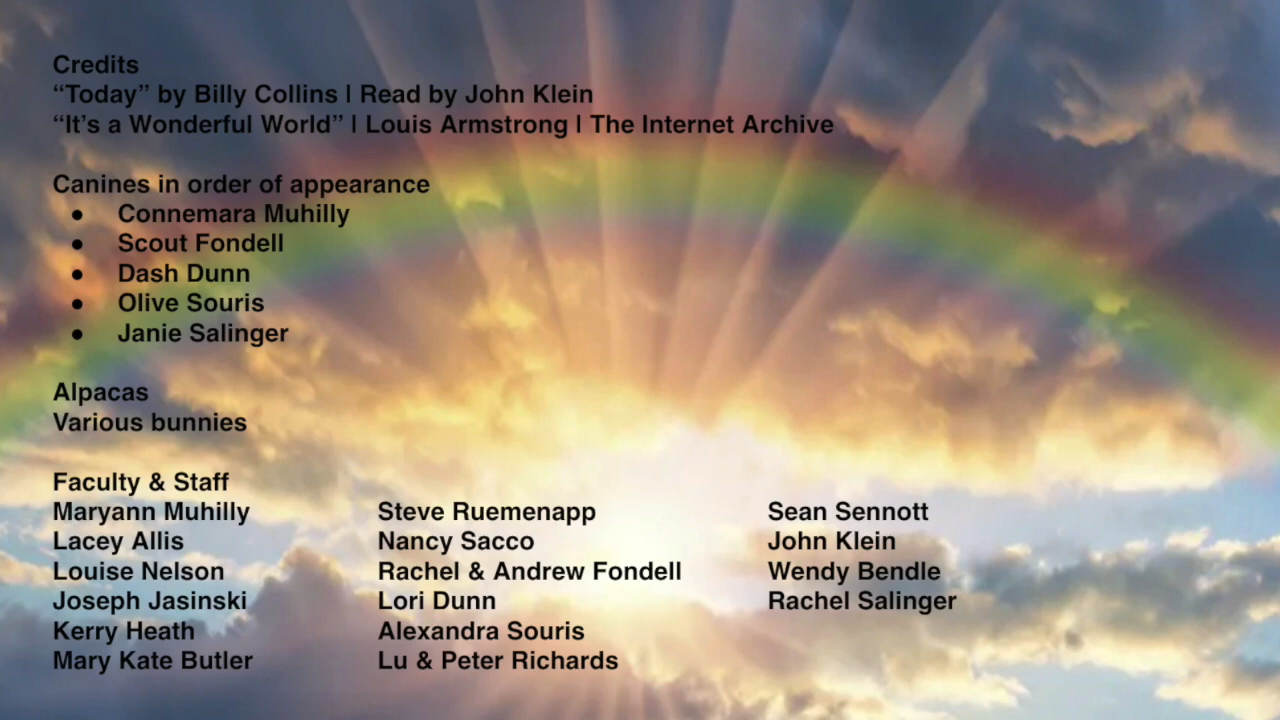 Credits
“Today” by Billy Collins | Read by John Klein
“It’s a Wonderful World” | Louis Armstrong | The Internet Archive
Canines in order of appearance
● Connemara Muhilly
● Scout Fondell
● Dash Dunn
● Olive Souris
● Janie Salinger
Alpacas
Various bunnies
Faculty & Staff
Maryann Muhilly
Lacey Allis
Louise Nelson
Joseph Jasinski
Kerry Heath
Mary Kate Butler
Steve Ruemenapp
Nancy Sacco
Rachel & Andrew Fondell
Lori Dunn
Alexandra Souris
Lu & Peter Richards
Sean Sennott
John Klein
Wendy Bendle
Rachel Salinger